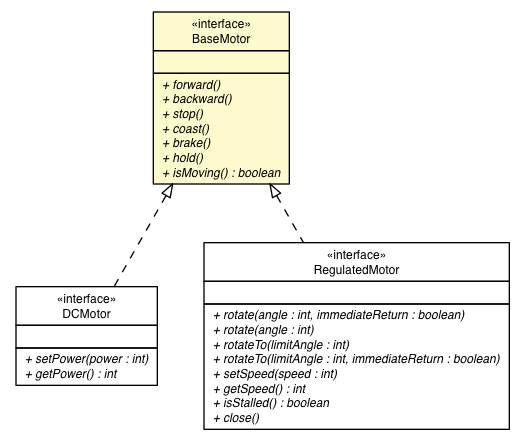 «interface»
BaseMotor
+ forward()
+ backward()
+ stop()
+ coast()
+ brake()
+ hold()
+ isMoving() : boolean
«interface»
DCMotor
+ setPower(power : int)
+ getPower() : int
«interface»
RegulatedMotor
+ rotate(angle : int, immediateReturn : boolean)
+ rotate(angle : int)
+ rotateTo(limitAngle : int)
+ rotateTo(limitAngle : int, immediateReturn : boolean)
+ setSpeed(speed : int)
+ getSpeed() : int
+ isStalled() : boolean
+ close()